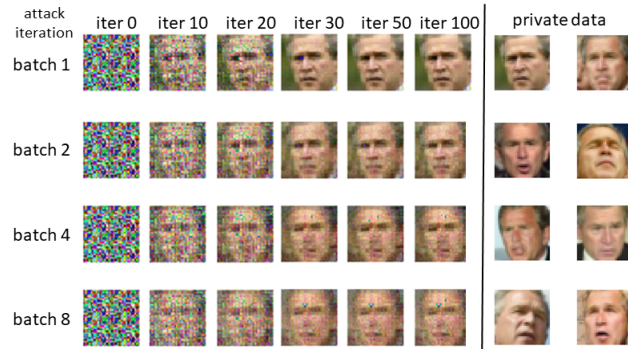 attack
iteration
iter 0 iter 10 iter 20 iter 30 iter 50 iter 100 private data
batch 1
batch 2
batch 4
batch 8